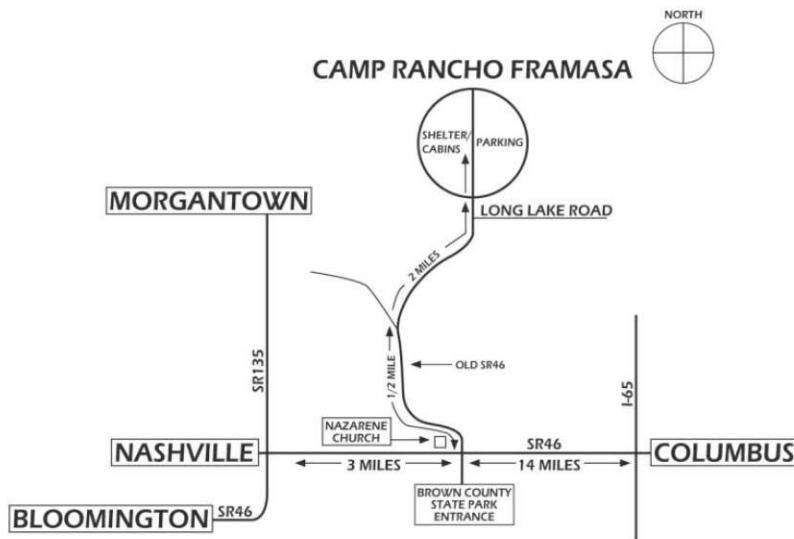 NORTH
CAMP RANCHO FRAMASA
SHELTER/
CABINS
PARKING
MORGANTOWN
LONG LAKE ROAD
2 MILES
SR135
OLD SR46
1/2 MILE
I-65
NAZARENE
CHURCH
NASHVILLE
SR46
COLUMBUS
3 MILES
14 MILES
BROWN COUNTY
STATE PARK
ENTRANCE
BLOOMINGTON
SR46